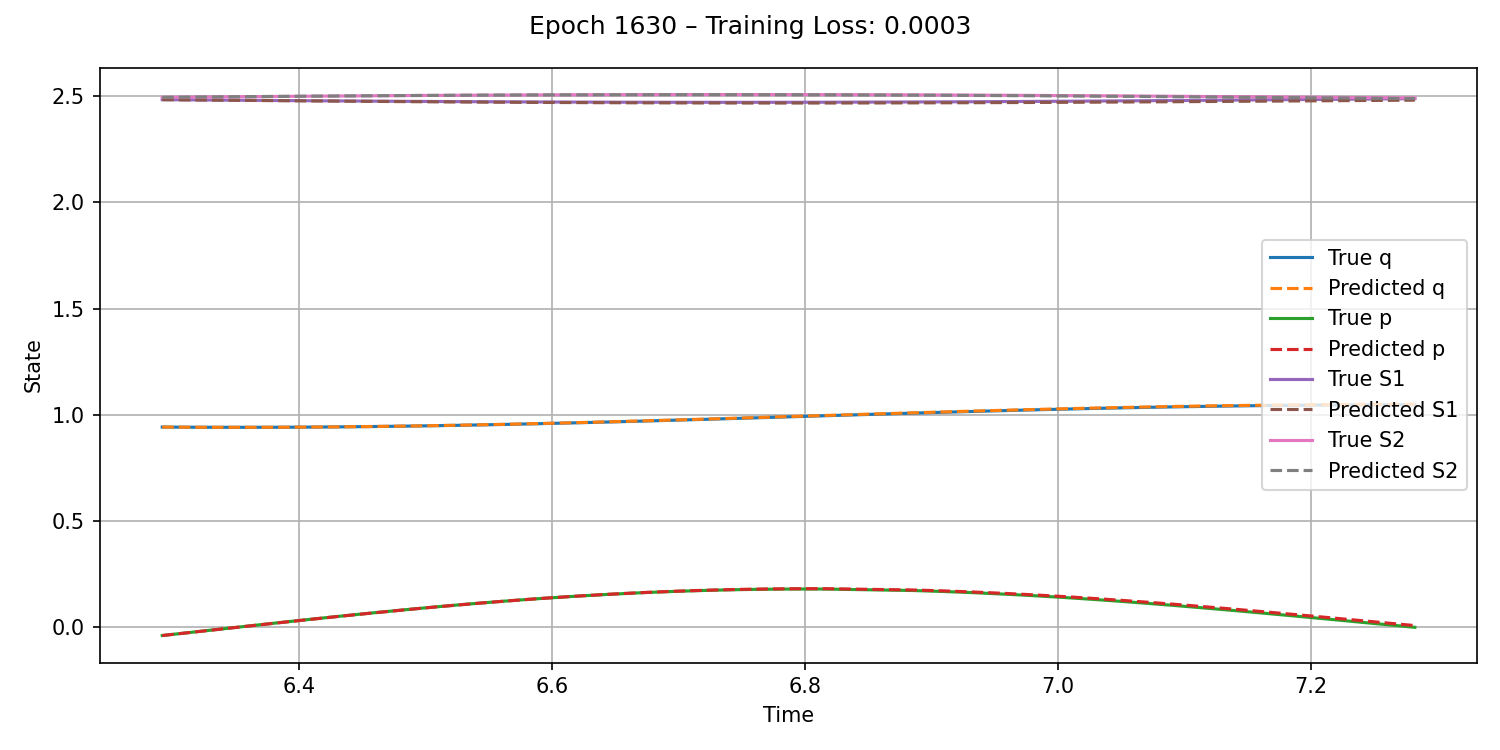 Epoch 1630 – Training Loss: 0.0003
2.5
2.0
1.5
1.0
0.5
0.0
State
True q
Predicted q
True p
Predicted p
True S1
Predicted S1
True S2
Predicted S2
6.4 6.6 6.8 7.0 7.2
Time